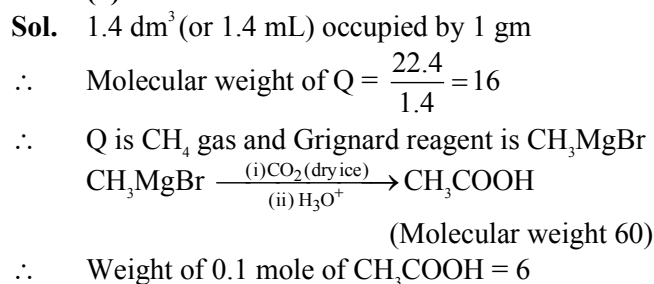 Sol. 1.4 dm³ (or 1.4 mL) occupied by 1 gm
∴ Molecular weight of Q = 22.4/1.4 = 16
∴ Q is CH₄ gas and Grignard reagent is CH₃MgBr
CH₃MgBr —(i)CO₂(dry ice)/(ii)H₃O⁺→ CH₃COOH
(Molecular weight 60)
∴ Weight of 0.1 mole of CH₃COOH = 6